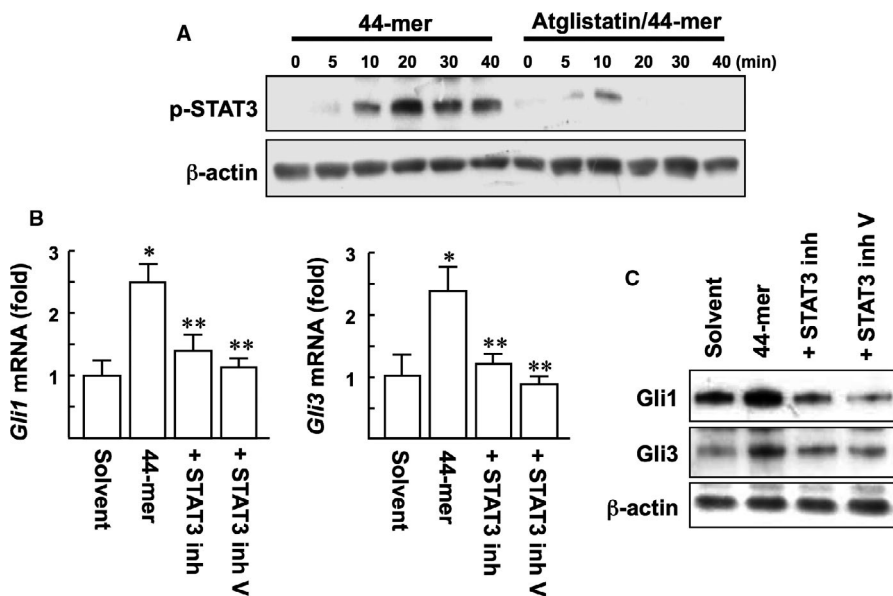 A
44-mer
Atglistatin/44-mer
0 5 10 20 30 40 0 5 10 20 30 40 (min)
p-STAT3
β-actin
B
Gli1 mRNA (fold)
3
2
1
*
**
**
Solvent
44-mer
+ STAT3 inh
+ STAT3 inh V
Gli3 mRNA (fold)
3
2
1
*
**
**
Solvent
44-mer
+ STAT3 inh
+ STAT3 inh V
C
Solvent
44-mer
+ STAT3 inh
+ STAT3 inh V
Gli1
Gli3
β-actin